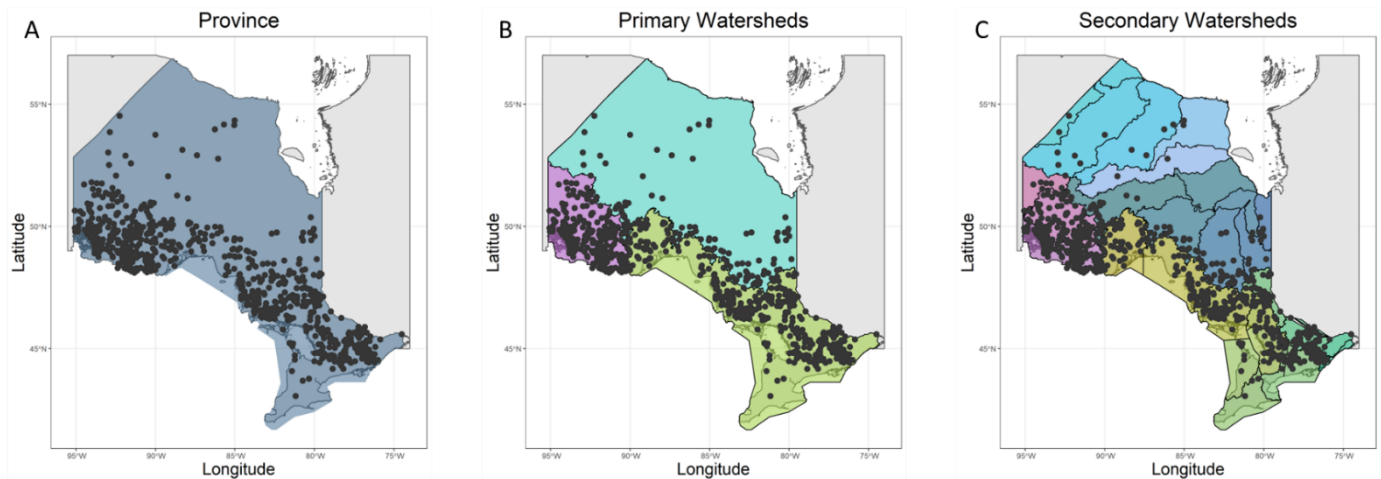 A Province
55°N
50°N
45°N
Latitude
95°W 90°W 85°W 80°W 75°W
Longitude
B Primary Watersheds
55°N
50°N
45°N
Latitude
95°W 90°W 85°W 80°W 75°W
Longitude
C Secondary Watersheds
55°N
50°N
45°N
Latitude
95°W 90°W 85°W 80°W 75°W
Longitude